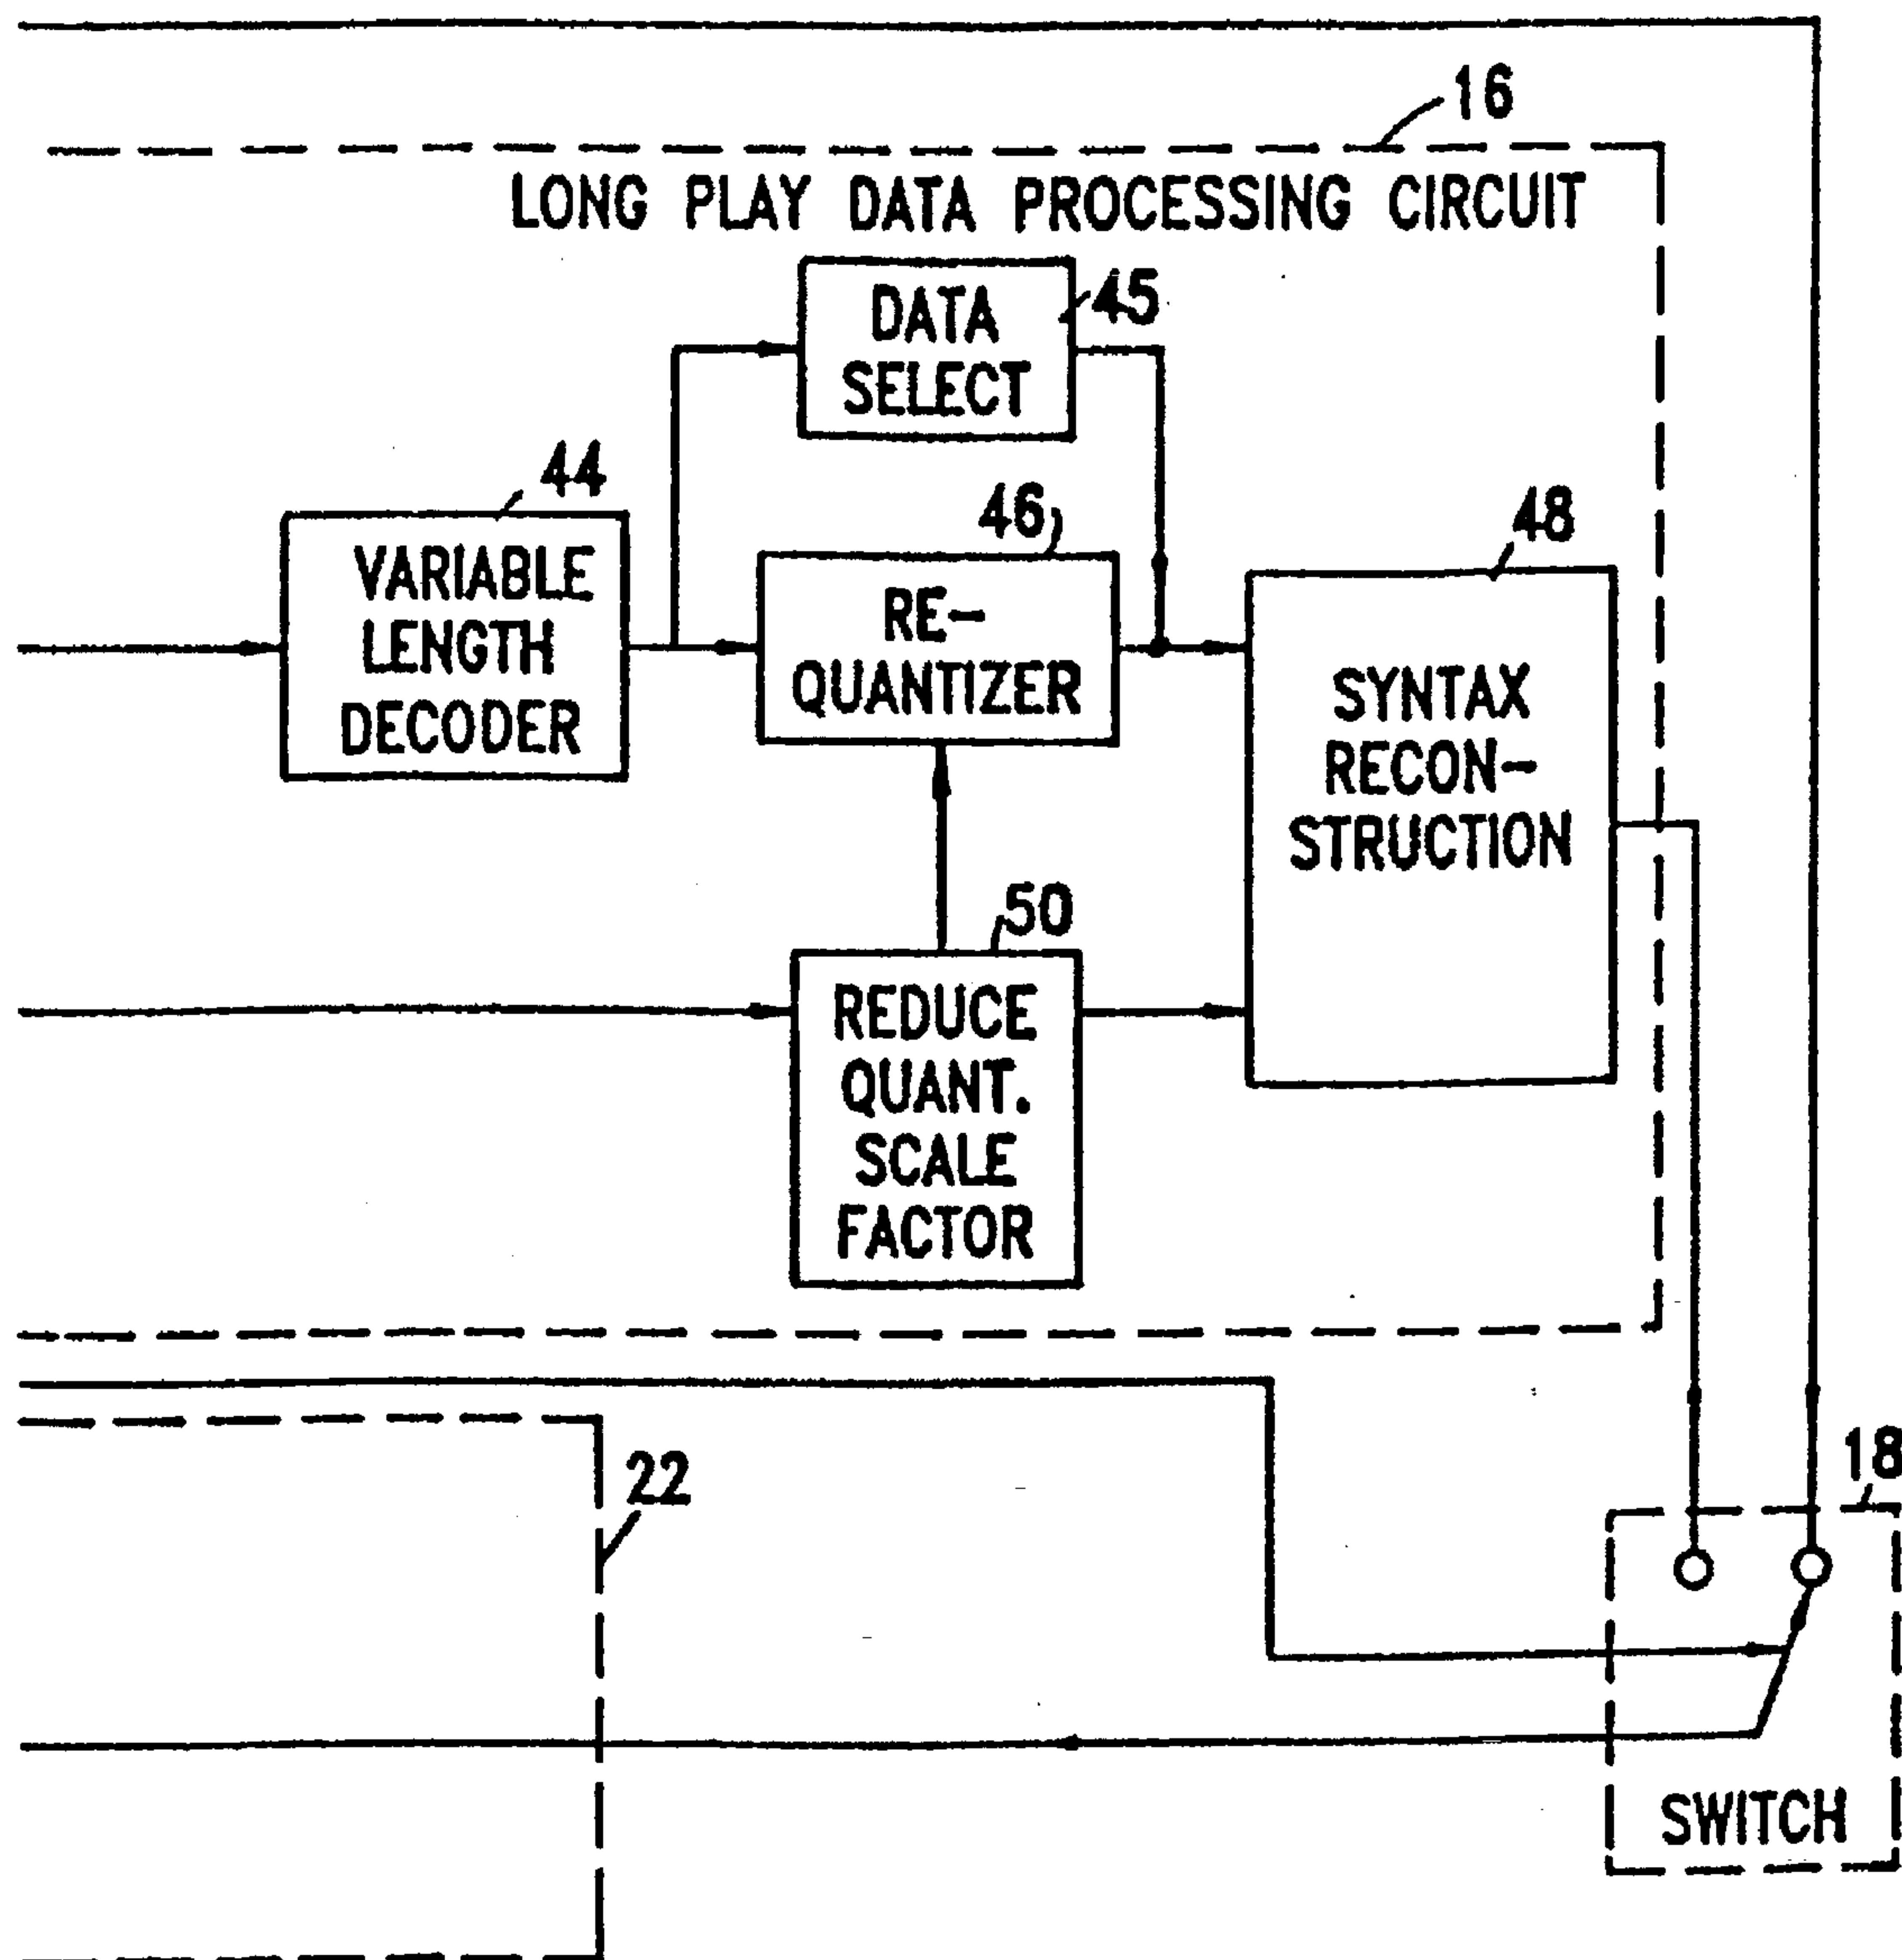 16
LONG PLAY DATA PROCESSING CIRCUIT
DATA
SELECT
45
44
VARIABLE
LENGTH
DECODER
46
RE-
QUANTIZER
48
SYNTAX
RECON-
STRUCTION
50
REDUCE
QUANT.
SCALE
FACTOR
22
18
SWITCH